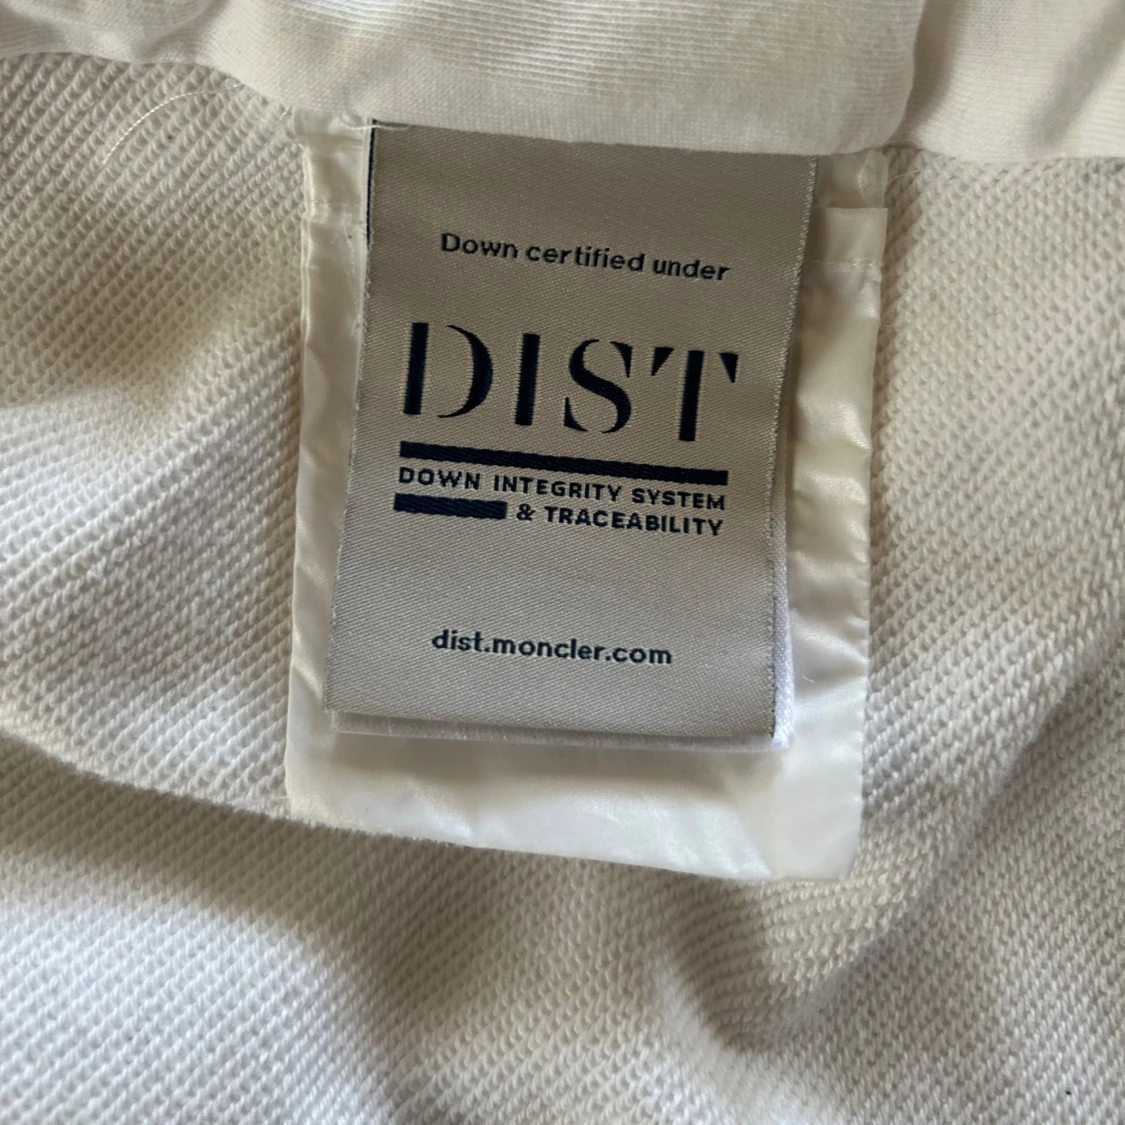 Down certified under
DIST
DOWN INTEGRITY SYSTEM
& TRACEABILITY
dist.moncler.com